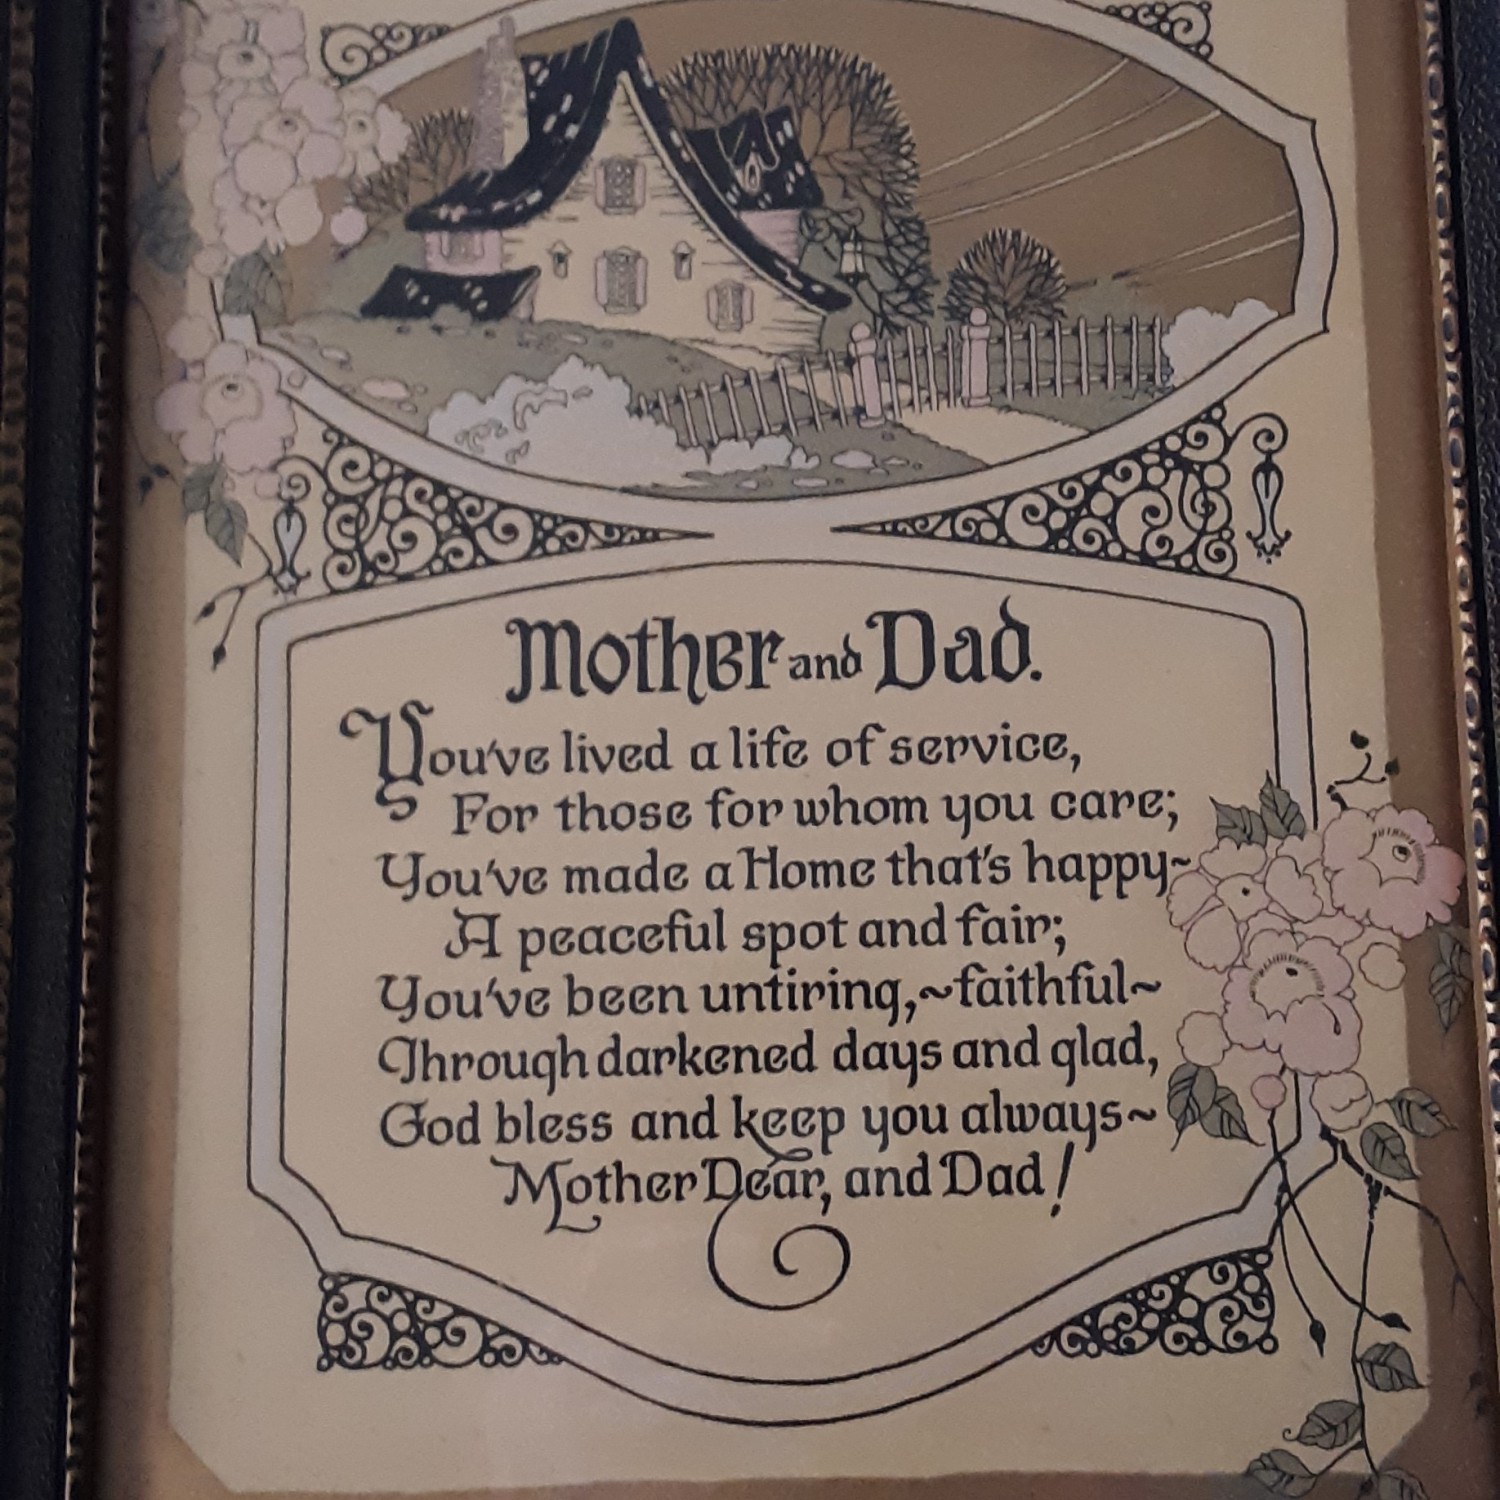 Mother and Dad.
You've lived a life of service,
For those for whom you care;
You've made a Home that's happy~
A peaceful spot and fair;
You've been untiring,~faithful~
Through darkened days and glad,
God bless and keep you always~
Mother Dear, and Dad!